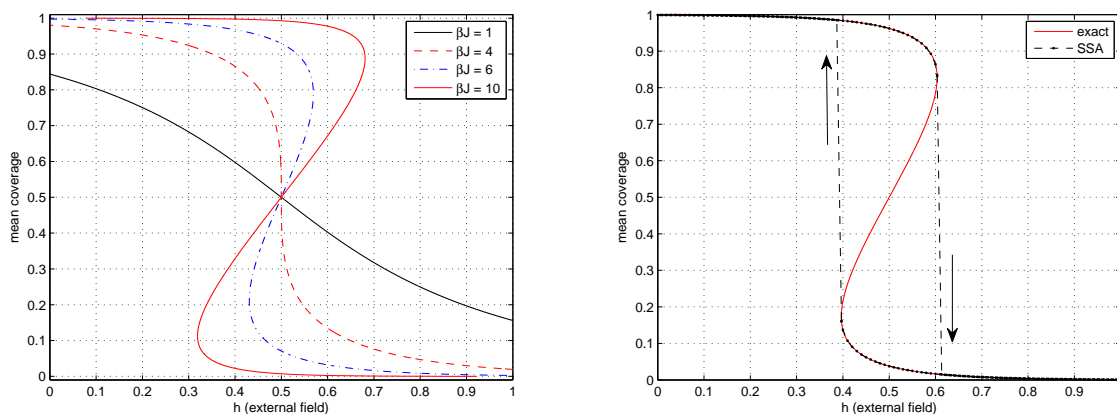 1
0.9
0.8
0.7
0.6
0.5
0.4
0.3
0.2
0.1
0
mean coverage
0 0.1 0.2 0.3 0.4 0.5 0.6 0.7 0.8 0.9 1
h (external field)
βJ = 1
βJ = 4
βJ = 6
βJ = 10
1
0.9
0.8
0.7
0.6
0.5
0.4
0.3
0.2
0.1
0
mean coverage
0 0.1 0.2 0.3 0.4 0.5 0.6 0.7 0.8 0.9
h (external field)
exact
SSA